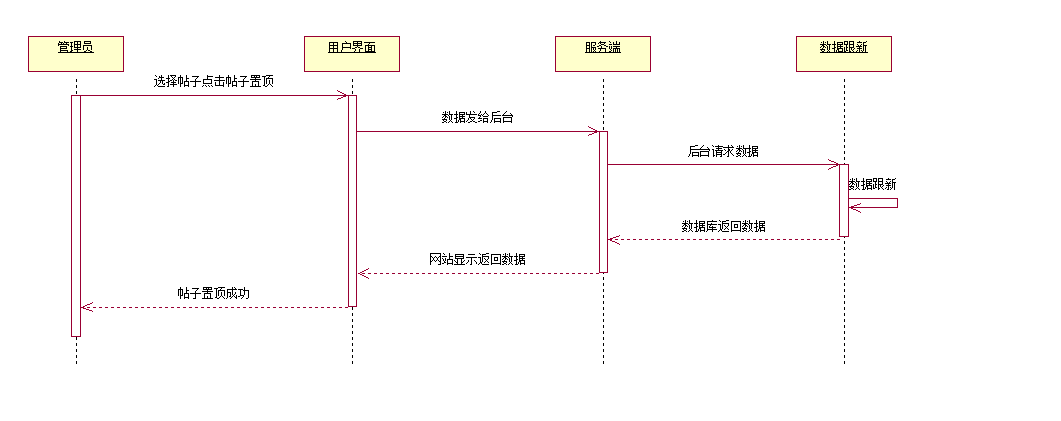 管理员
用户界面
服务端
数据跟新
选择帖子点击帖子置顶
数据发给后台
后台请求数据
数据跟新
数据库返回数据
网站显示返回数据
帖子置顶成功